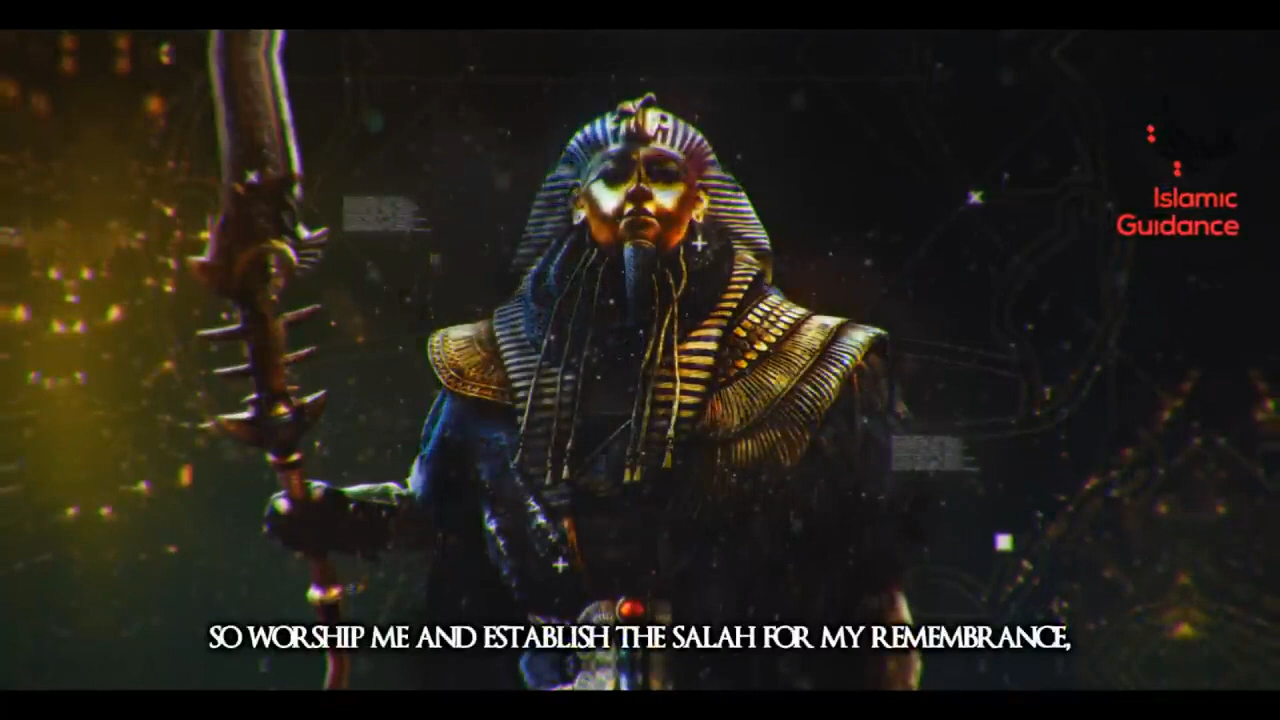 Islamic
Guidance
SO WORSHIP ME AND ESTABLISH THE SALAH FOR MY REMEMBRANCE,